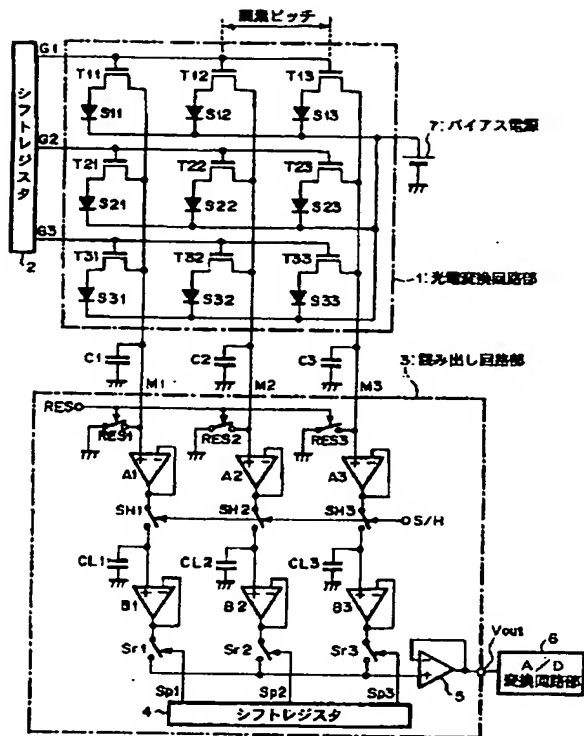 画素ピッチ
G1
T11 T12 T13
S11 S12 S13
シフトレジスタ
7:バイアス電源
G2
T21 T22 T23
S21 S22 S23
G3
2
T31 T32 T33
S31 S32 S33
1:光電変換回路部
C1 C2 C3
3:読み出し回路部
M1 M2 M3
RES
RES1 RES2 RES3
A1 A2 A3
SH1 SH2 SH3 S/H
CL1 CL2 CL3
B1 B2 B3
Vout
Sr1 Sr2 Sr3
6
A/D
変換回路部
5
Sp1 Sp2 Sp3
4 シフトレジスタ